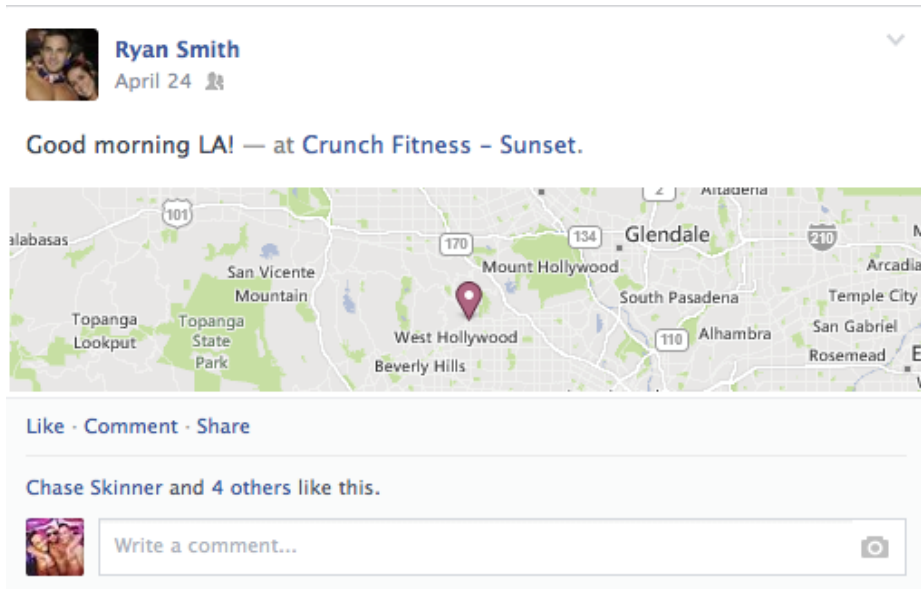 Ryan Smith
April 24
Good morning LA! — at Crunch Fitness – Sunset.
101
2
Altadena
alabasas
170
134
Glendale
210
San Vicente
Mountain
Mount Hollywood
Arcadia
Topanga
Lookput
Topanga
State
Park
South Pasadena
Temple City
West Hollywood
110
Alhambra
San Gabriel
Beverly Hills
Rosemead
E
Like · Comment · Share
Chase Skinner and 4 others like this.
Write a comment...